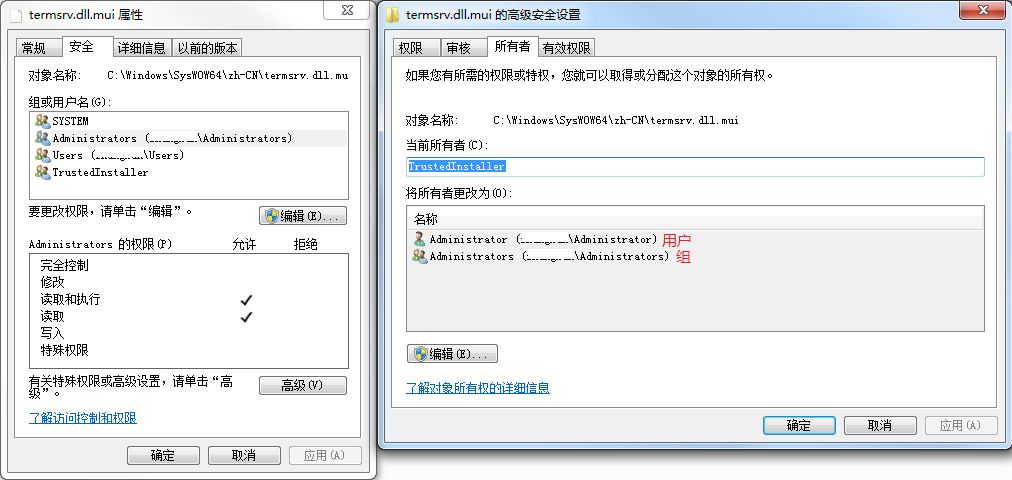 termsrv.dll.mui 属性
常规 安全 详细信息 以前的版本
对象名称: C:\Windows\SysWOW64\zh-CN\termsrv.dll.mu
组或用户名(G):
SYSTEM
Administrators ( \Administrators)
Users ( \Users)
TrustedInstaller
要更改权限，请单击“编辑”。
编辑(E)...
Administrators 的权限(P) 允许 拒绝
完全控制
修改
读取和执行
读取
写入
特殊权限
有关特殊权限或高级设置，请单击“高
级”。
高级(V)
了解访问控制和权限
确定 取消 应用(A)
termsrv.dll.mui 的高级安全设置
权限 审核 所有者 有效权限
如果您有所需的权限或特权，您就可以取得或分配这个对象的所有权。
对象名称: C:\Windows\SysWOW64\zh-CN\termsrv.dll.mui
当前所有者(C):
TrustedInstaller
将所有者更改为(O):
名称
Administrator ( \Administrator) 用户
Administrators ( \Administrators) 组
编辑(E)...
了解对象所有权的详细信息
确定 取消 应用(A)